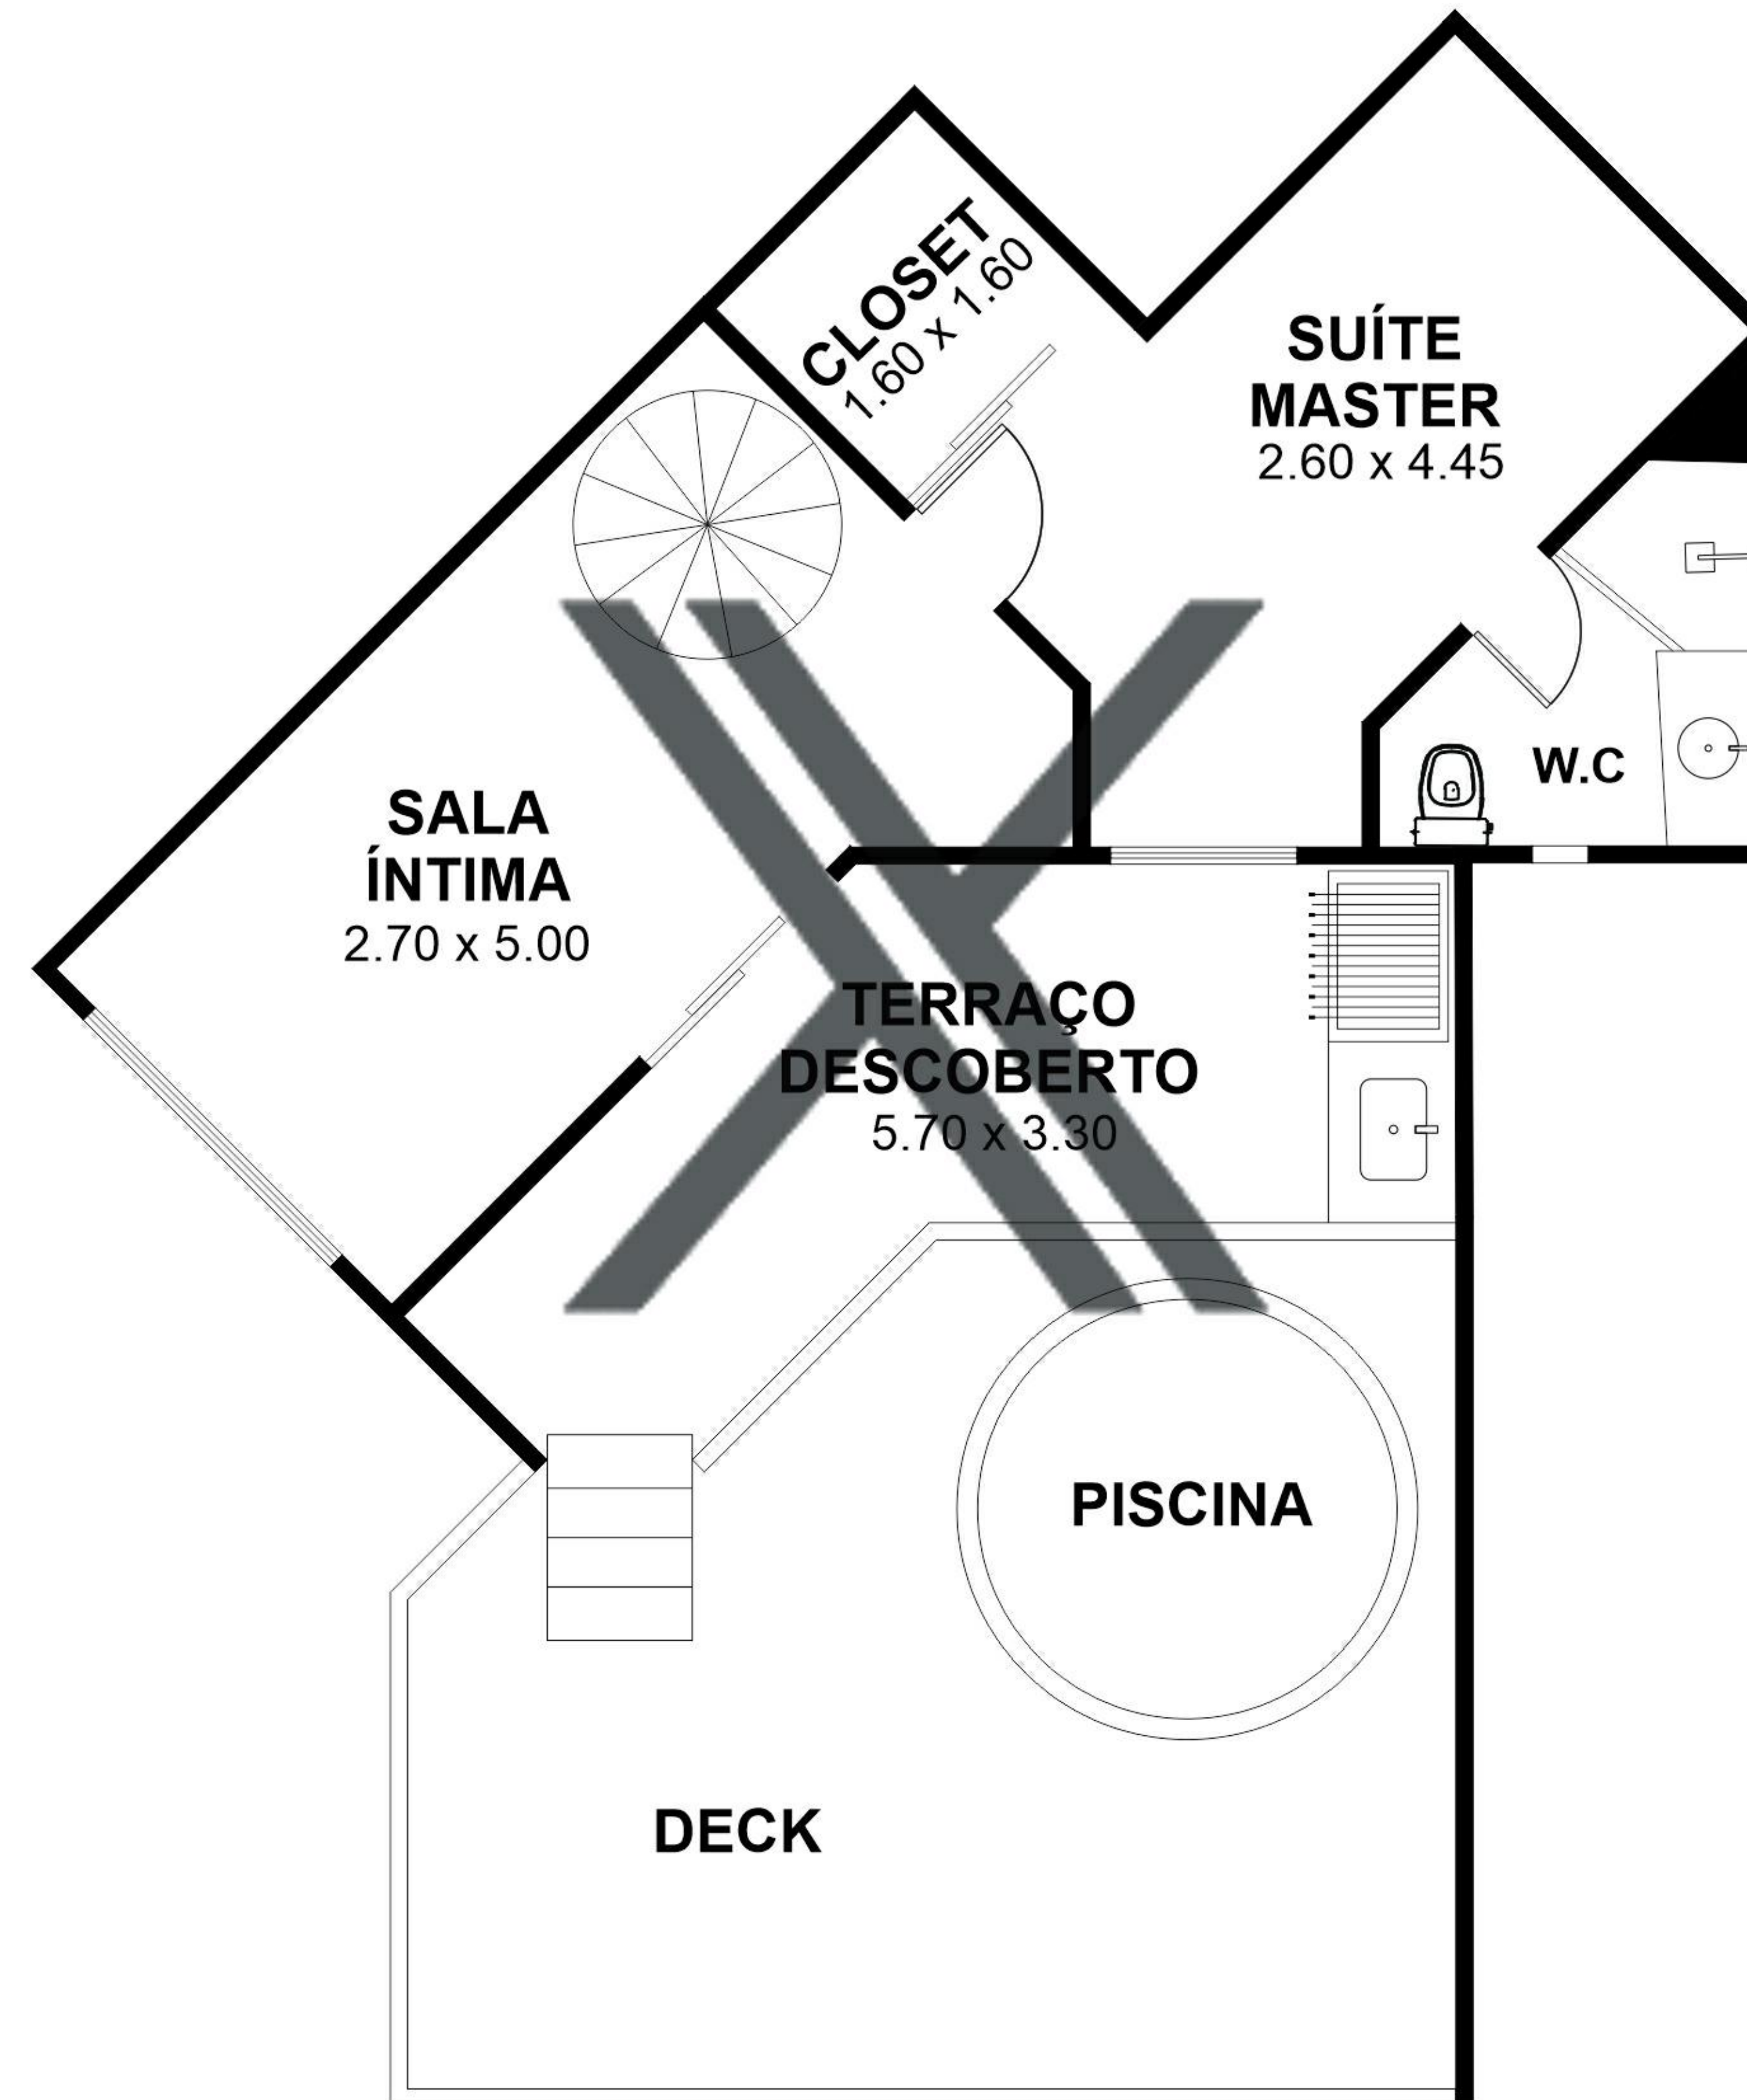 CLOSET
1.60 x 1.60
SUÍTE
MASTER
2.60 x 4.45
W.C
SALA
ÍNTIMA
2.70 x 5.00
TERRAÇO
DESCOBERTO
5.70 x 3.30
PISCINA
DECK